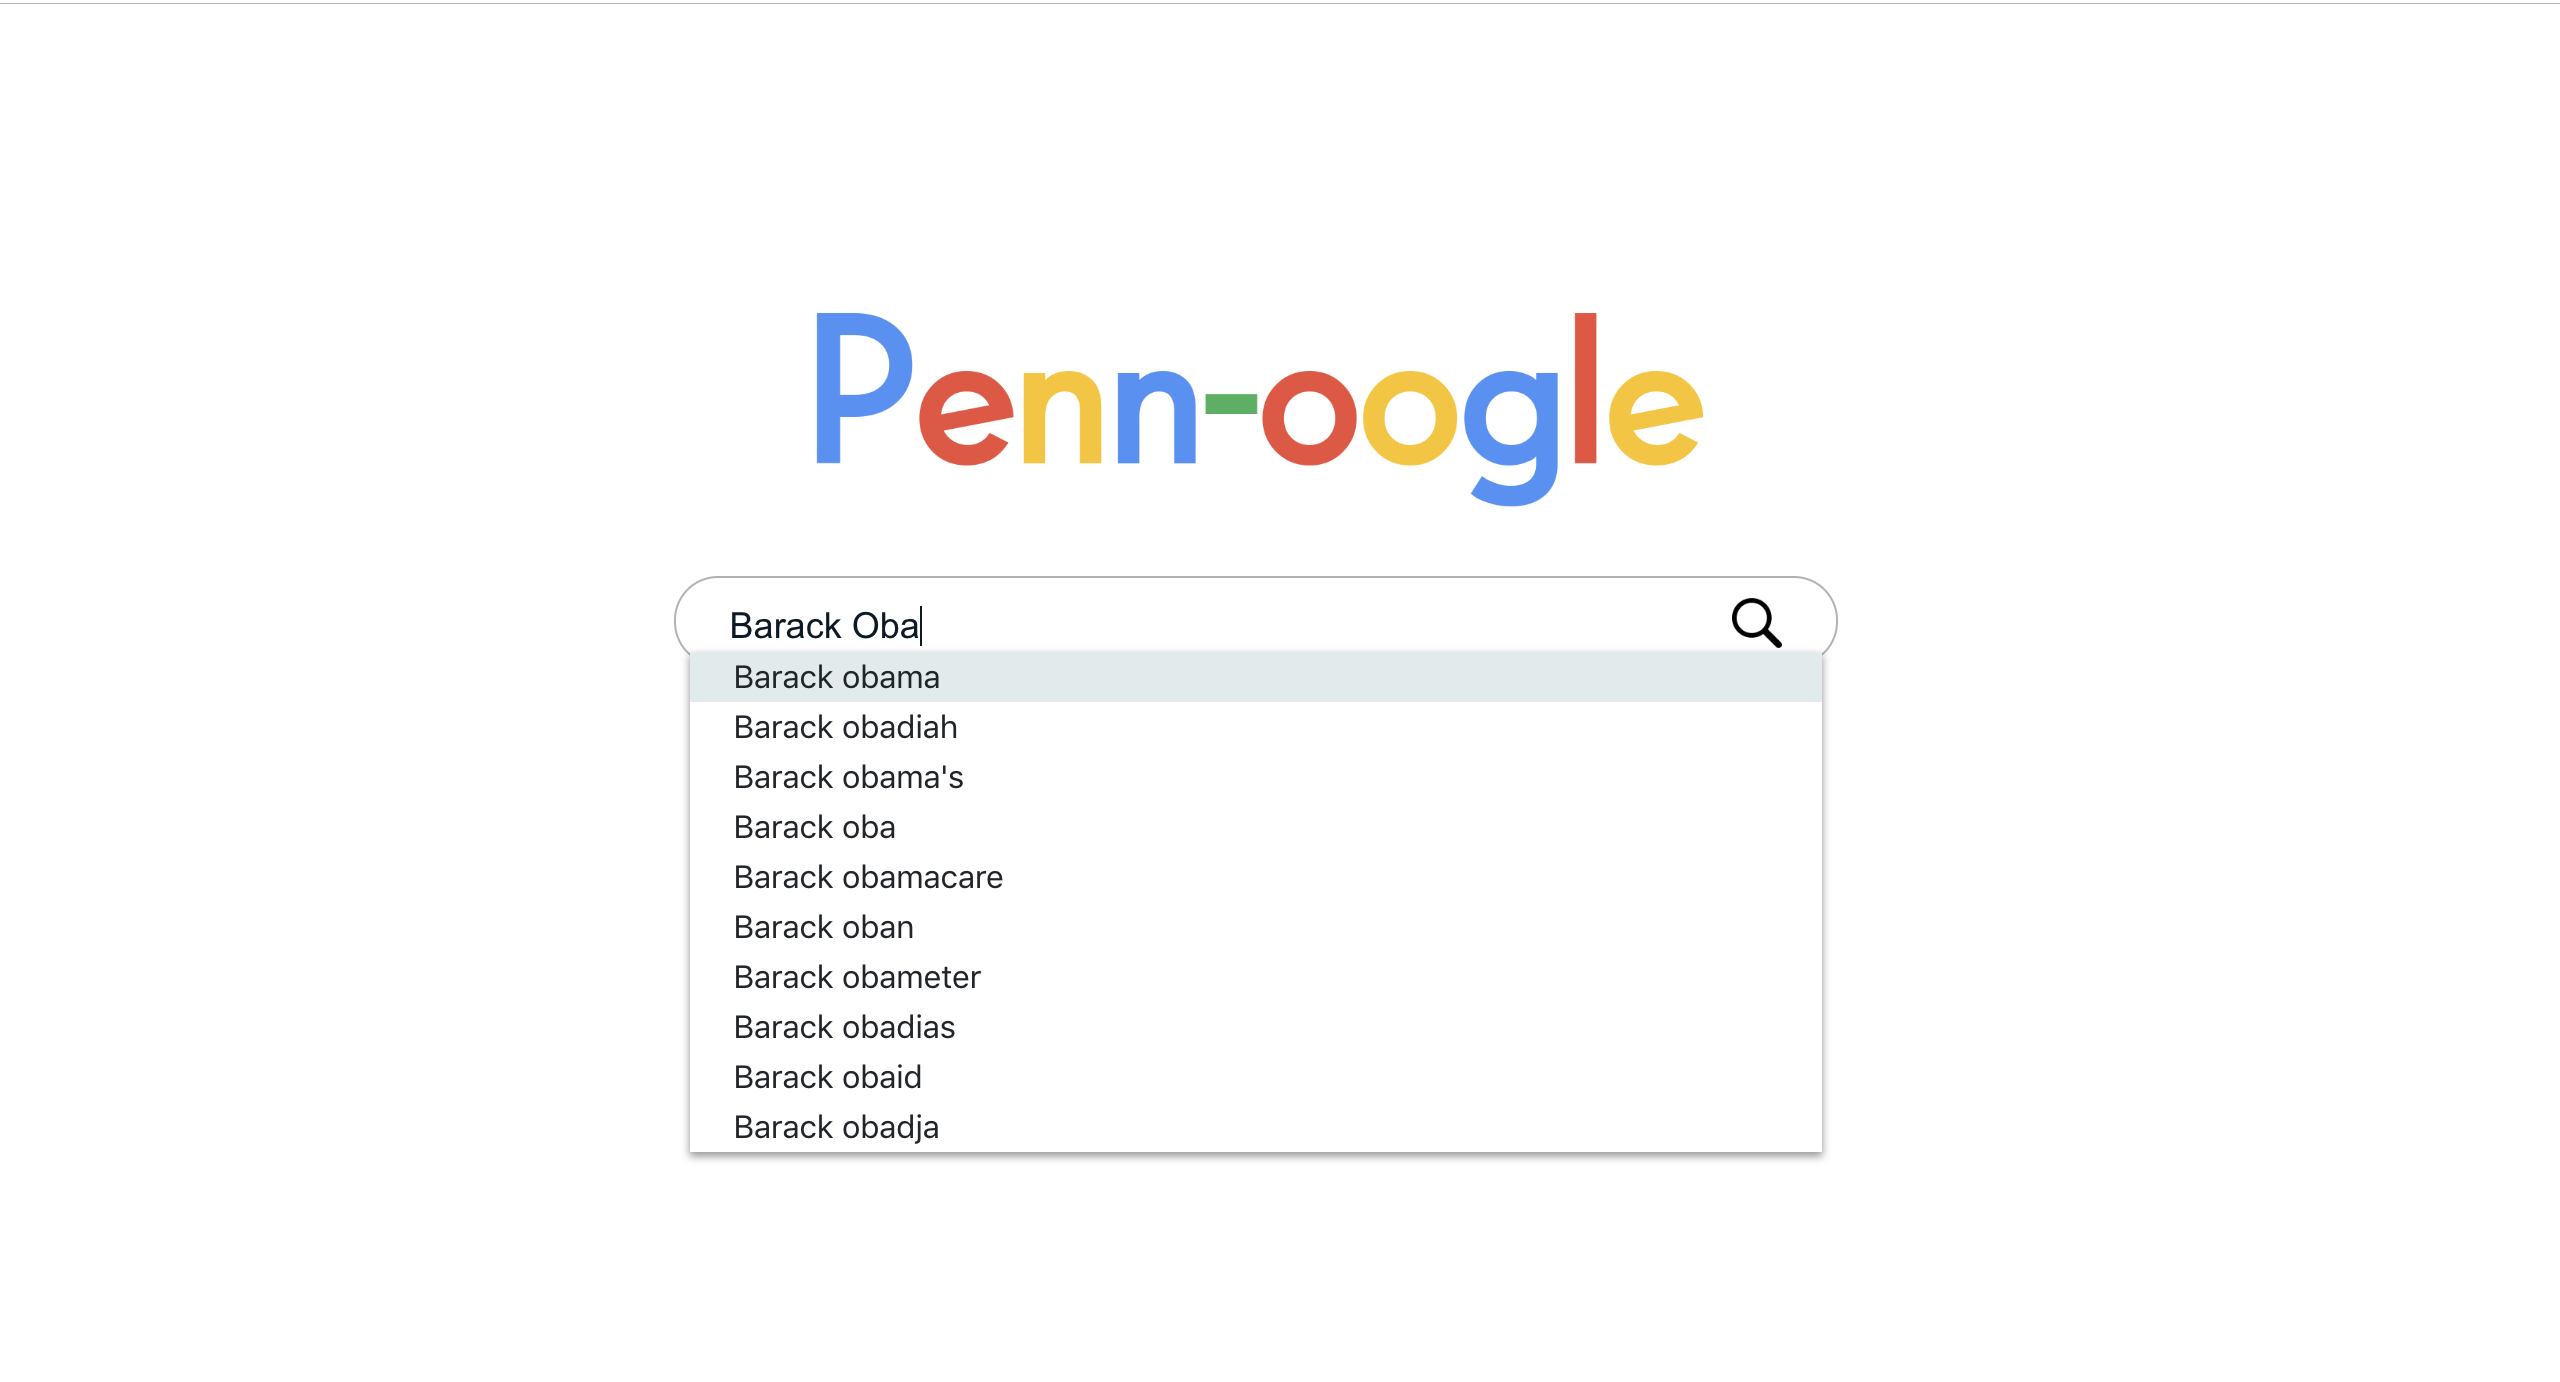 Penn-oogle
Barack Oba
Barack obama
Barack obadiah
Barack obama's
Barack oba
Barack obamacare
Barack oban
Barack obameter
Barack obadias
Barack obaid
Barack obadja